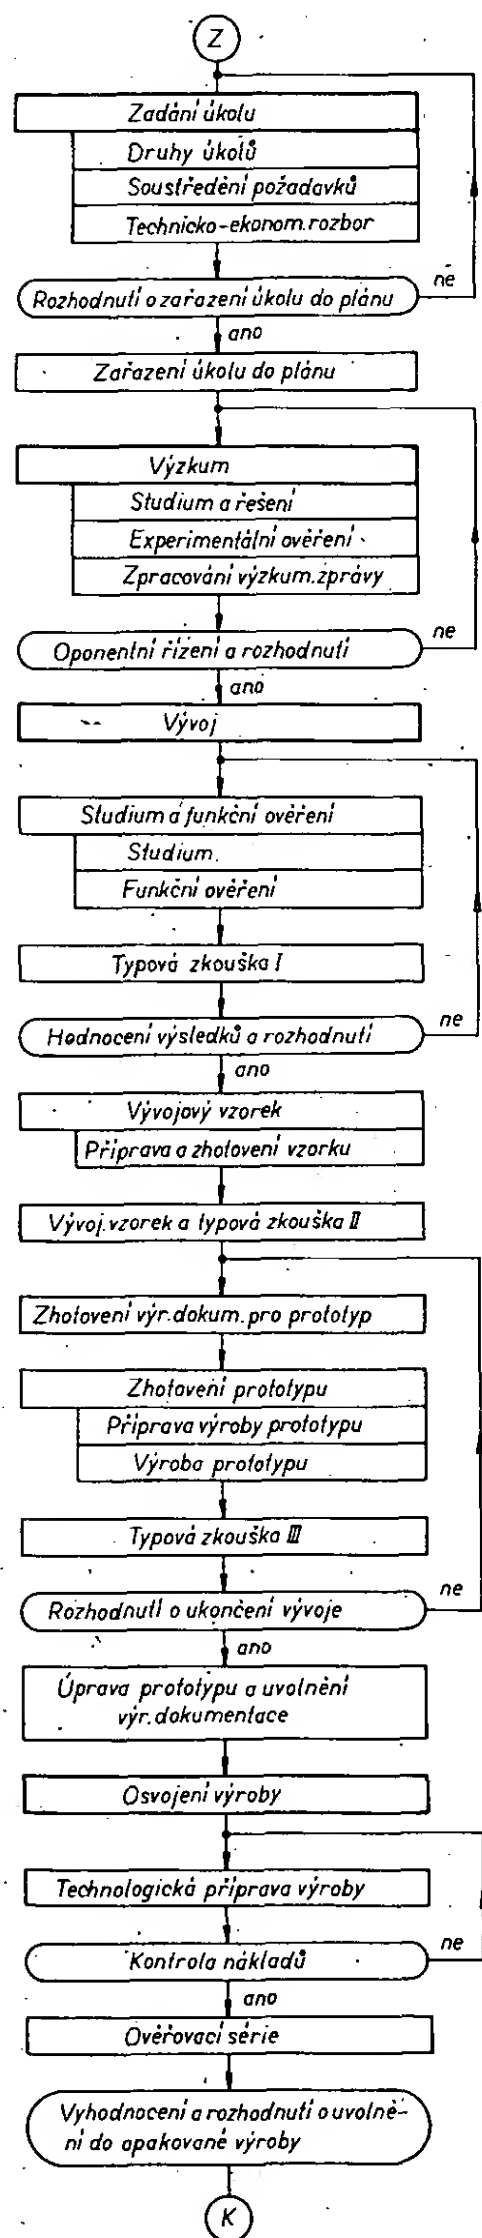 Z
Zadání úkolu
Druhy úkolů
Soustředění požadavků
Technicko-ekonom. rozbor
ne
Rozhodnutí o zařazení úkolu do plánu
ano
Zařazení úkolu do plánu
Výzkum
Studium a řešení
Experimentální ověření
Zpracování výzkum. zprávy
ne
Oponentní řízení a rozhodnutí
ano
Vývoj
Studium a funkční ověření
Studium.
Funkční ověření
Typová zkouška I
ne
Hodnocení výsledků a rozhodnutí
ano
Vývojový vzorek
Příprava a zhotovení vzorku
Vývoj. vzorek a typová zkouška II
Zhotovení výr. dokum. pro prototyp
Zhotovení prototypu
Příprava výroby prototypu
Výroba prototypu
Typová zkouška III
ne
Rozhodnutí o ukončení vývoje
ano
Úprava prototypu a uvolnění
výr. dokumentace
Osvojení výroby
Technologická příprava výroby
ne
Kontrola nákladů
ano
Ověřovací série
Vyhodnocení a rozhodnutí o uvolně-
ní do opakované výroby
K